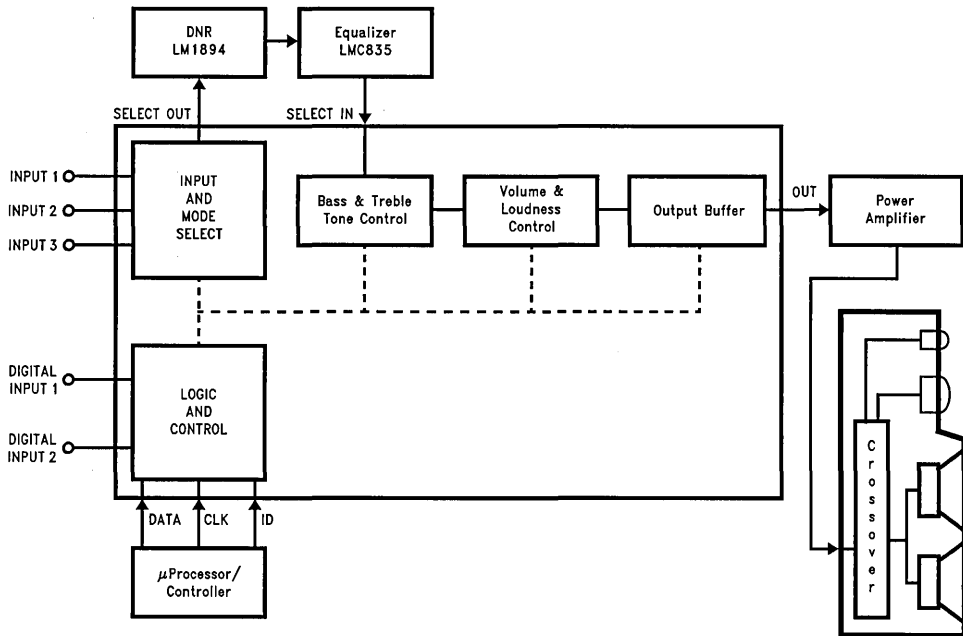 DNR
LM1894
Equalizer
LMC835
SELECT OUT
SELECT IN
INPUT 1
INPUT 2
INPUT 3
INPUT
AND
MODE
SELECT
Bass & Treble
Tone Control
Volume &
Loudness
Control
Output Buffer
OUT
Power
Amplifier
DIGITAL
INPUT 1
DIGITAL
INPUT 2
LOGIC
AND
CONTROL
DATA
CLK
ID
μProcessor/
Controller
Crossover